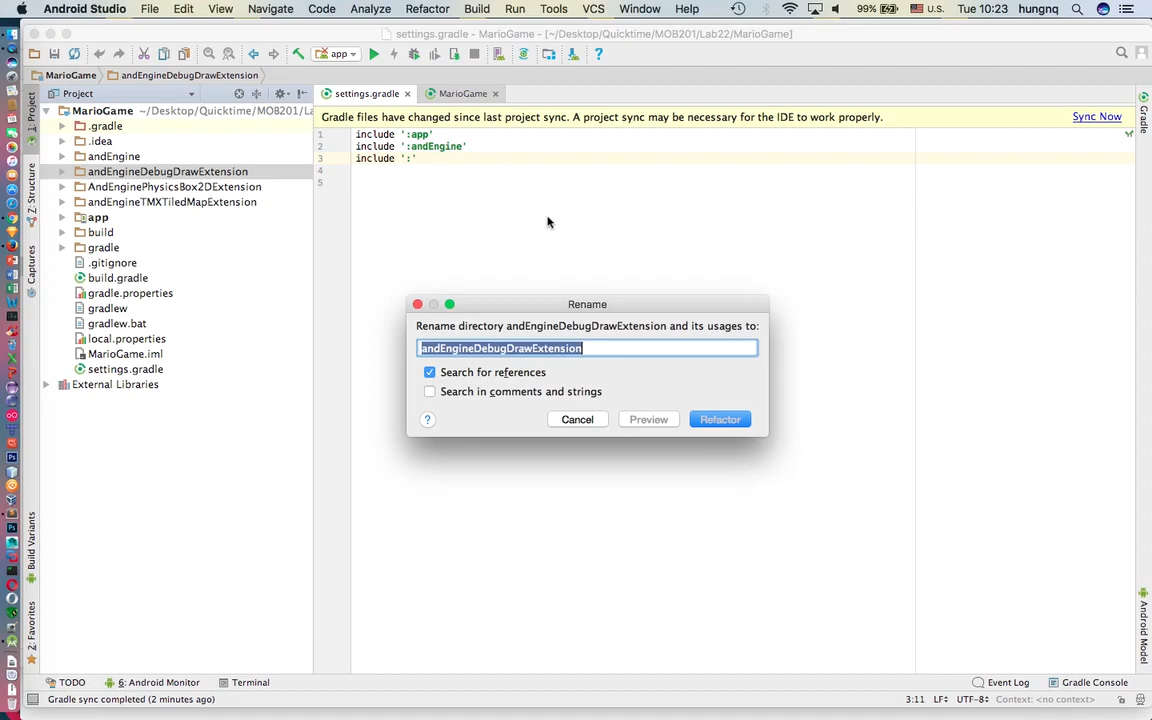 Android Studio File Edit View Navigate Code Analyze Refactor Build Run Tools VCS Window Help 99% U.S. Tue 10:23 hungnq
settings.gradle - MarioGame - [~/Desktop/Quicktime/MOB201/Lab22/MarioGame]
app
MarioGame andEngineDebugDrawExtension
Project
settings.gradle MarioGame
MarioGame ~/Desktop/Quicktime/MOB201/La
Gradle files have changed since last project sync. A project sync may be necessary for the IDE to work properly. Sync Now
.gradle
.idea
andEngine
andEngineDebugDrawExtension
AndEnginePhysicsBox2DExtension
andEngineTMXTiledMapExtension
app
build
gradle
.gitignore
build.gradle
gradle.properties
gradlew
gradlew.bat
local.properties
MarioGame.iml
settings.gradle
External Libraries
1 include ':app'
2 include ':andEngine'
3 include ':'
4
5
Rename
Rename directory andEngineDebugDrawExtension and its usages to:
andEngineDebugDrawExtension
Search for references
Search in comments and strings
? Cancel Preview Refactor
1: Project
7: Structure
Captures
Build Variants
2: Favorites
Gradle
Android Model
TODO 6: Android Monitor Terminal Event Log Gradle Console
Gradle sync completed (2 minutes ago) 3:11 LF UTF-8 Context: <no context>